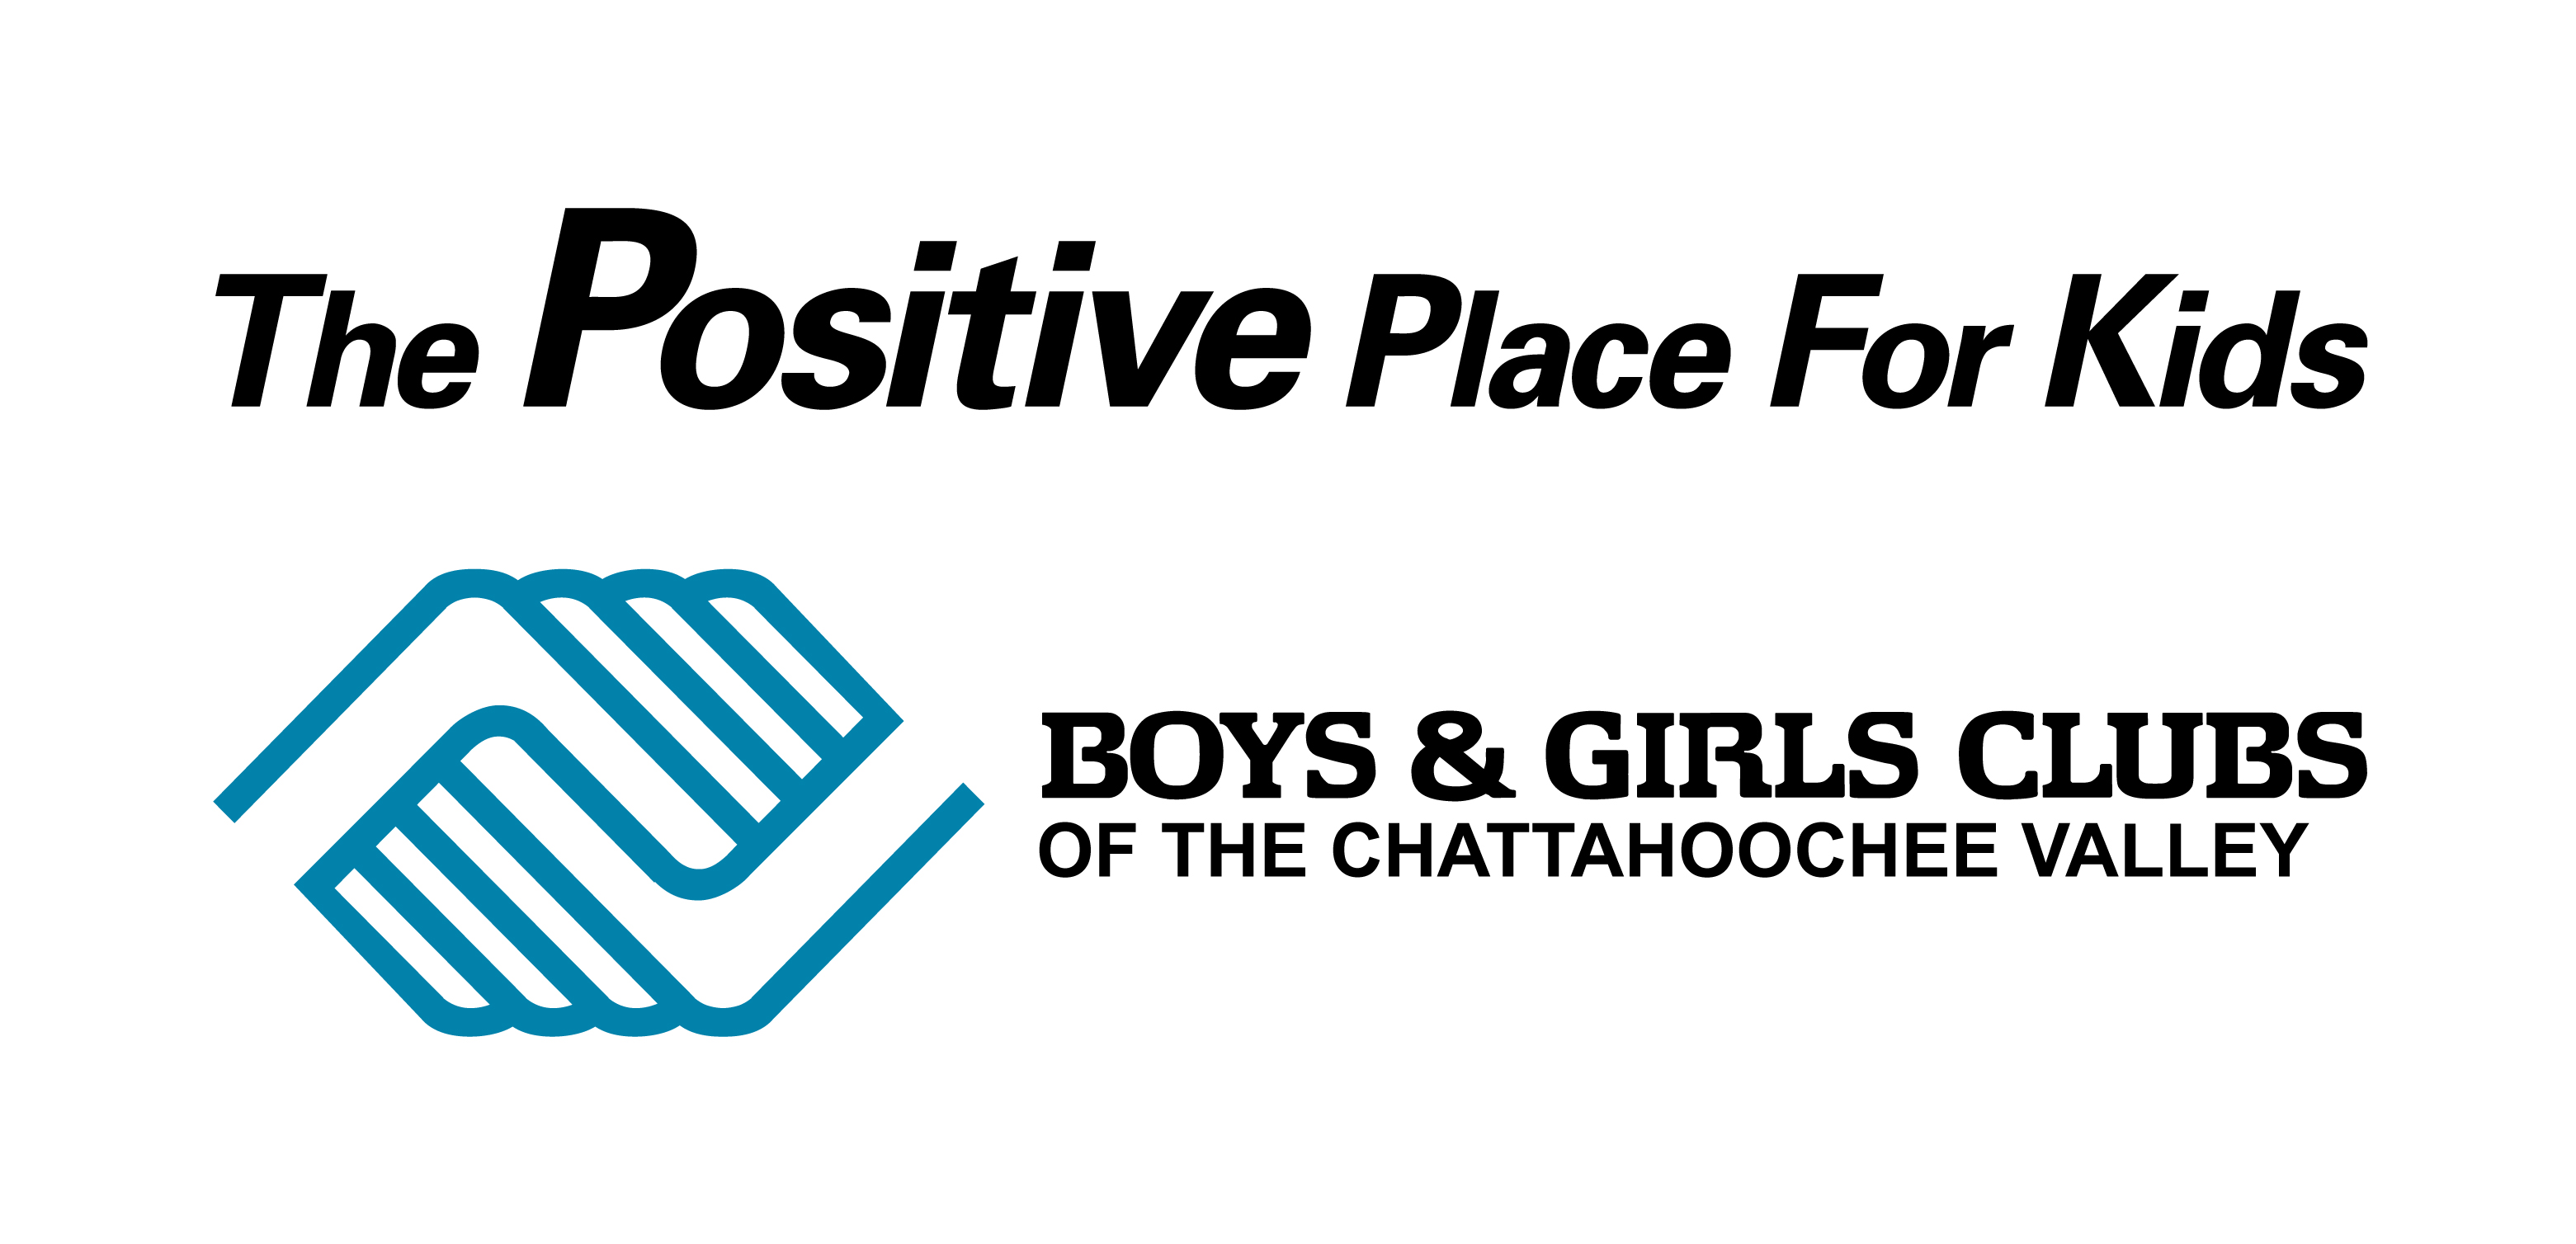 The Positive Place For Kids
BOYS & GIRLS CLUBS
OF THE CHATTAHOOCHEE VALLEY